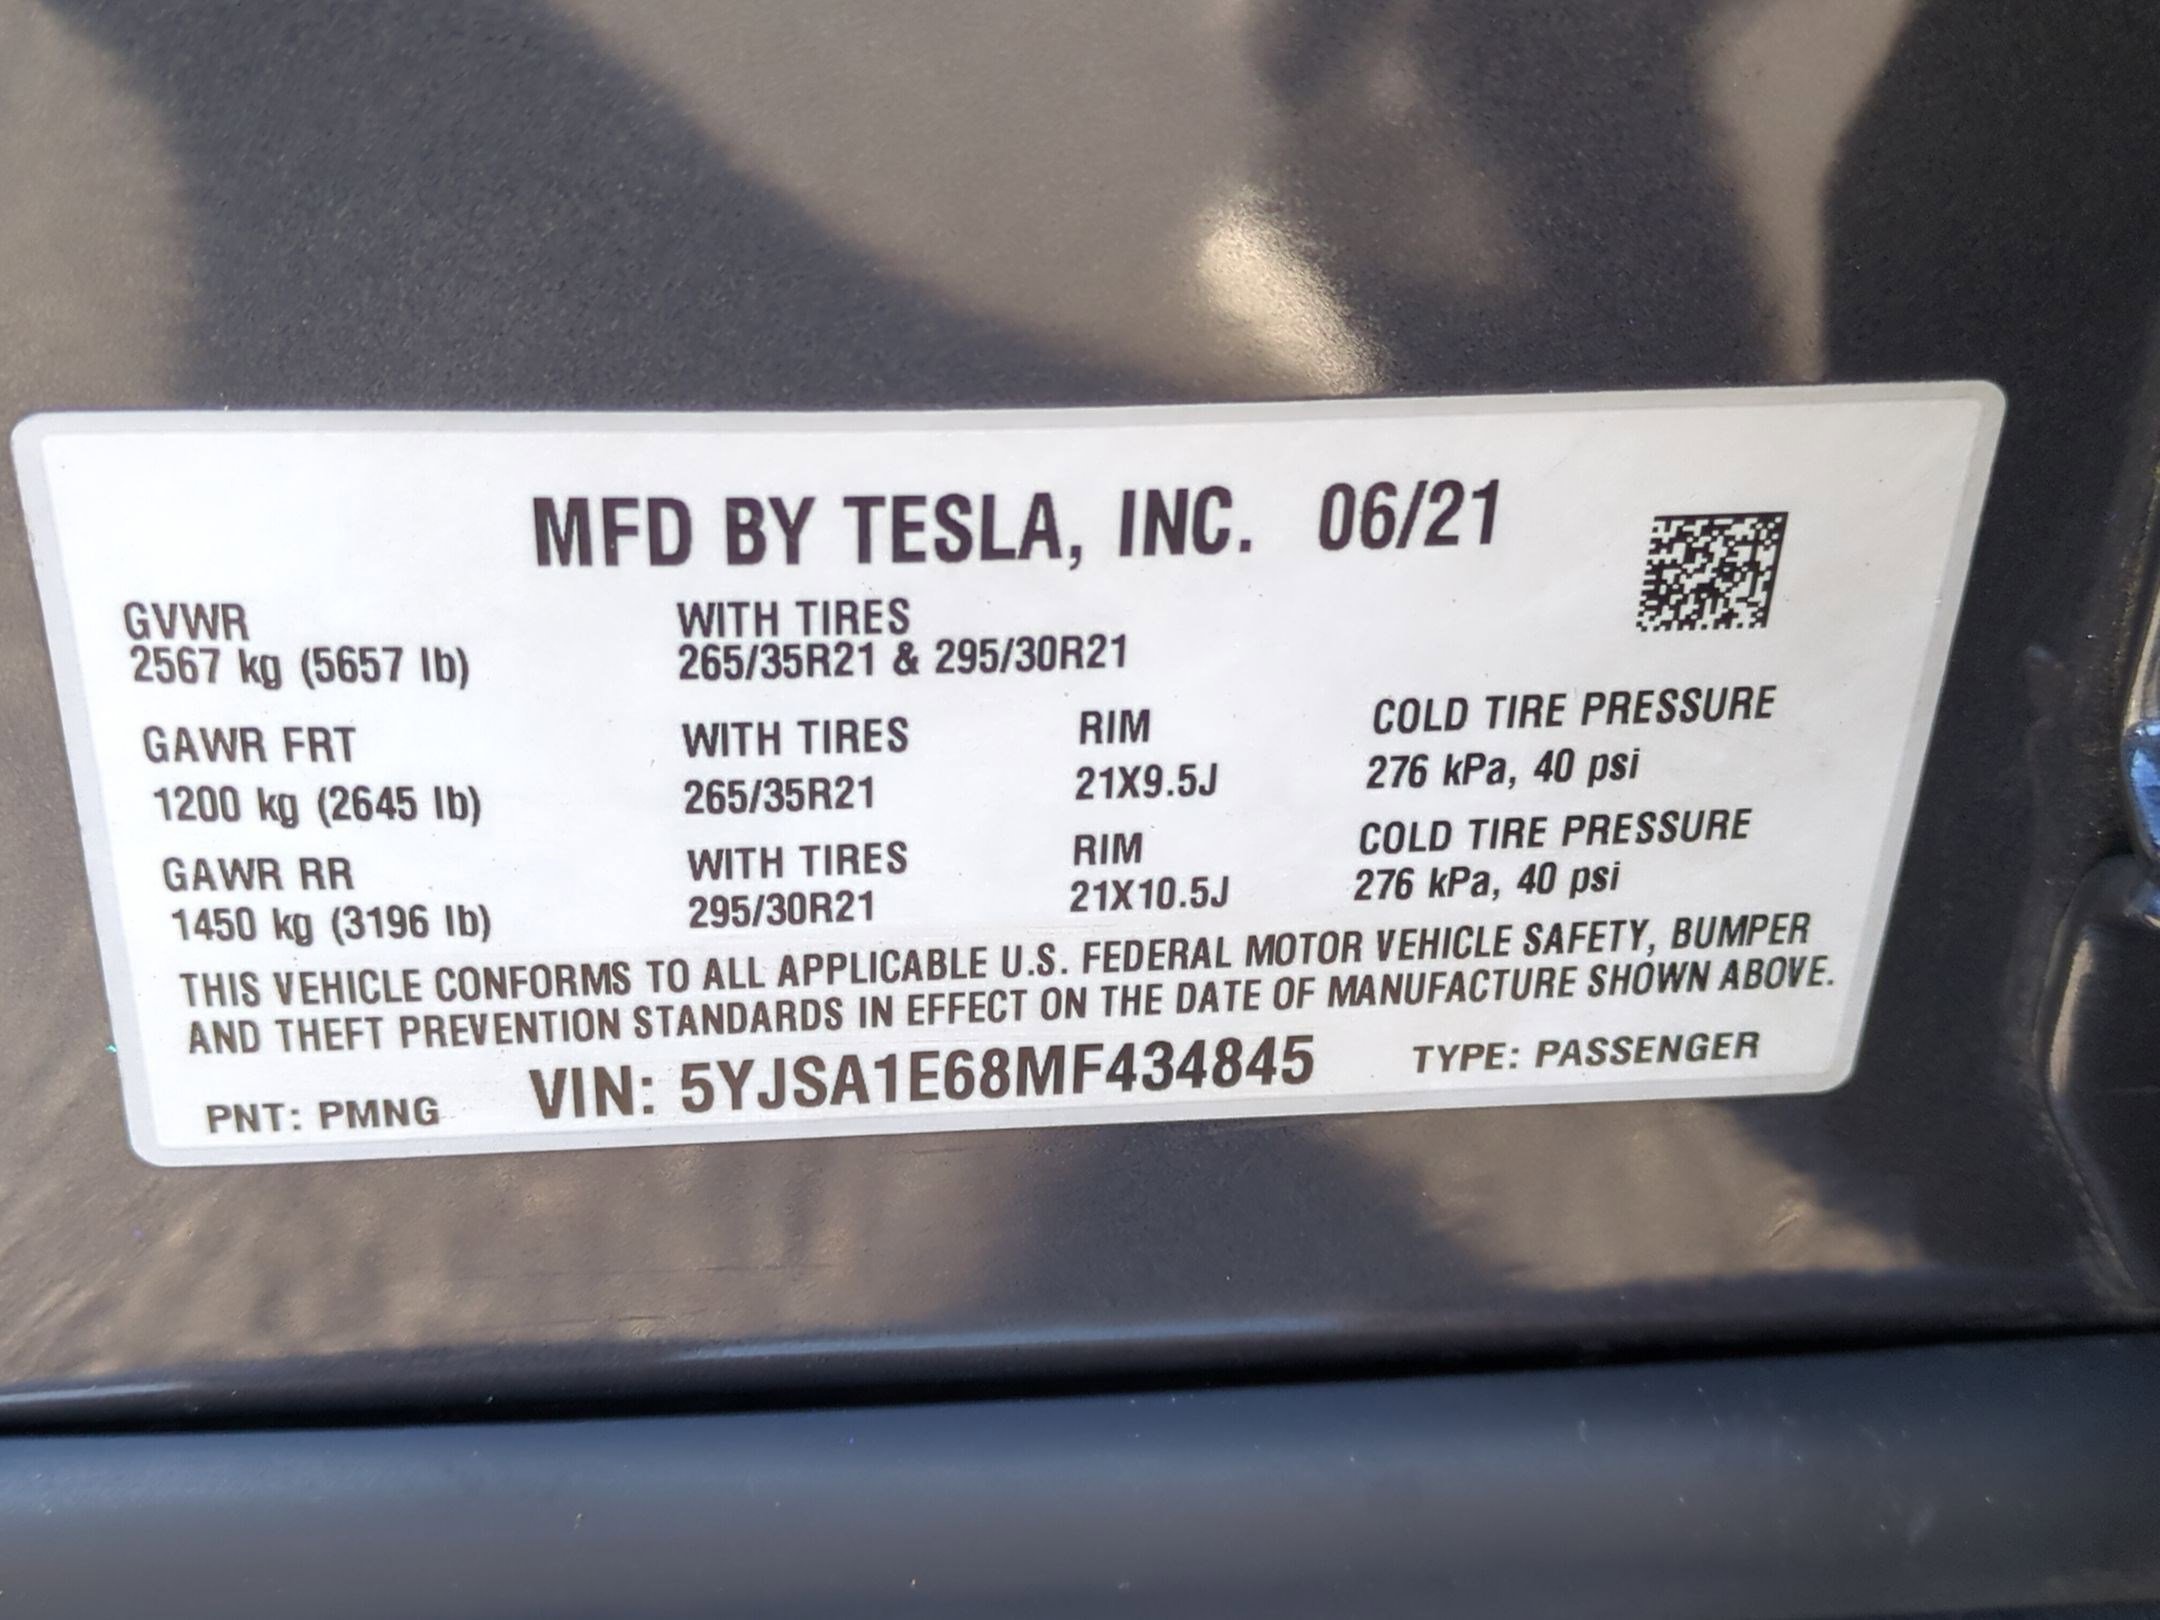 MFD BY TESLA, INC. 06/21
GVWR WITH TIRES
2567 kg (5657 lb) 265/35R21 & 295/30R21
GAWR FRT WITH TIRES RIM COLD TIRE PRESSURE
1200 kg (2645 lb) 265/35R21 21X9.5J 276 kPa, 40 psi
GAWR RR WITH TIRES RIM COLD TIRE PRESSURE
1450 kg (3196 lb) 295/30R21 21X10.5J 276 kPa, 40 psi
THIS VEHICLE CONFORMS TO ALL APPLICABLE U.S. FEDERAL MOTOR VEHICLE SAFETY, BUMPER
AND THEFT PREVENTION STANDARDS IN EFFECT ON THE DATE OF MANUFACTURE SHOWN ABOVE.
PNT: PMNG VIN: 5YJSA1E68MF434845 TYPE: PASSENGER